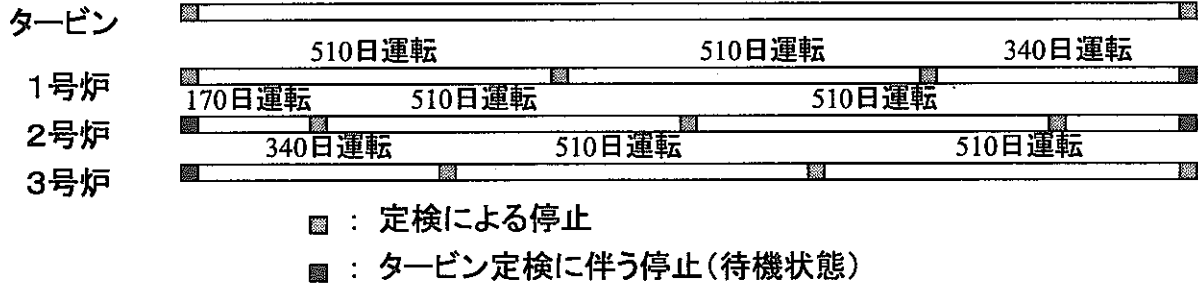 タービン
510日運転 510日運転 340日運転
1号炉
170日運転 510日運転 510日運転
2号炉
340日運転 510日運転 510日運転
3号炉
： 定検による停止
： タービン定検に伴う停止（待機状態）